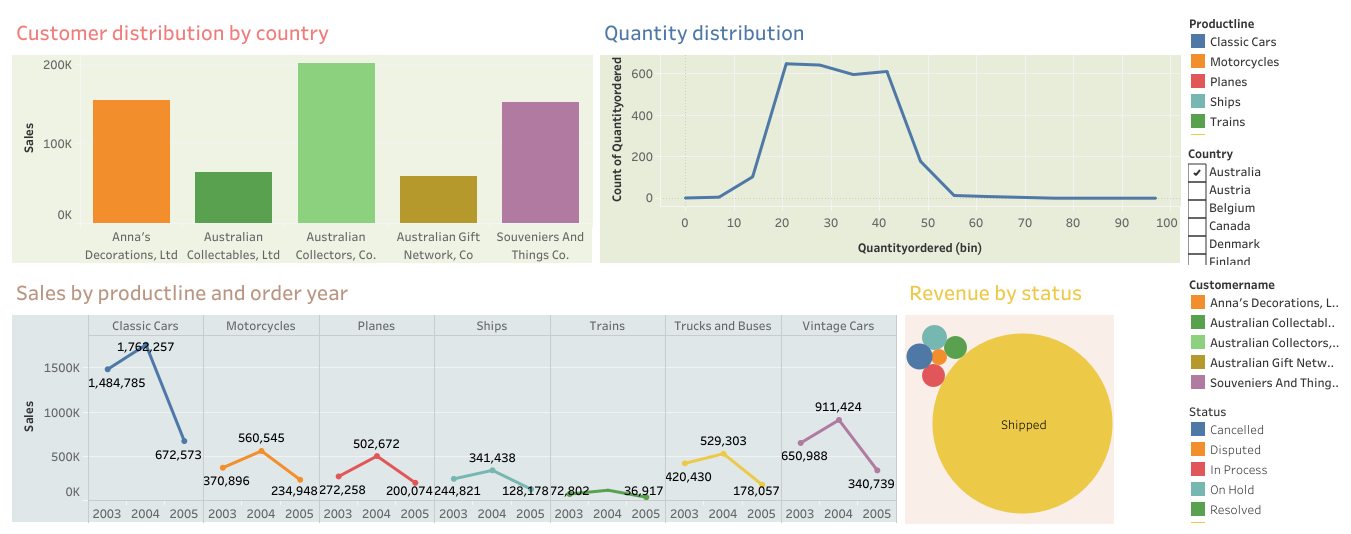 Customer distribution by country
200K
100K
0K
Sales
Anna's
Decorations, Ltd
Australian
Collectables, Ltd
Australian
Collectors, Co.
Australian Gift
Network, Co
Souveniers And
Things Co.
Quantity distribution
Count of Quantityordered
600
400
200
0
0 10 20 30 40 50 60 70 80 90 100
Quantityordered (bin)
Productline
Classic Cars
Motorcycles
Planes
Ships
Trains
Country
Australia
Austria
Belgium
Canada
Denmark
Finland
Sales by productline and order year
Classic Cars Motorcycles Planes Ships Trains Trucks and Buses Vintage Cars
Sales
1500K
1000K
500K
0K
1,484,785
1,762,257
672,573
370,896
560,545
234,948
272,258
502,672
200,074
244,821
341,438
128,178
72,802
36,917
420,430
529,303
178,057
650,988
911,424
340,739
2003 2004 2005 2003 2004 2005 2003 2004 2005 2003 2004 2005 2003 2004 2005 2003 2004 2005 2003 2004 2005
Revenue by status
Shipped
Customername
Anna's Decorations, L..
Australian Collectabl..
Australian Collectors,..
Australian Gift Netw..
Souveniers And Thing..
Status
Cancelled
Disputed
In Process
On Hold
Resolved